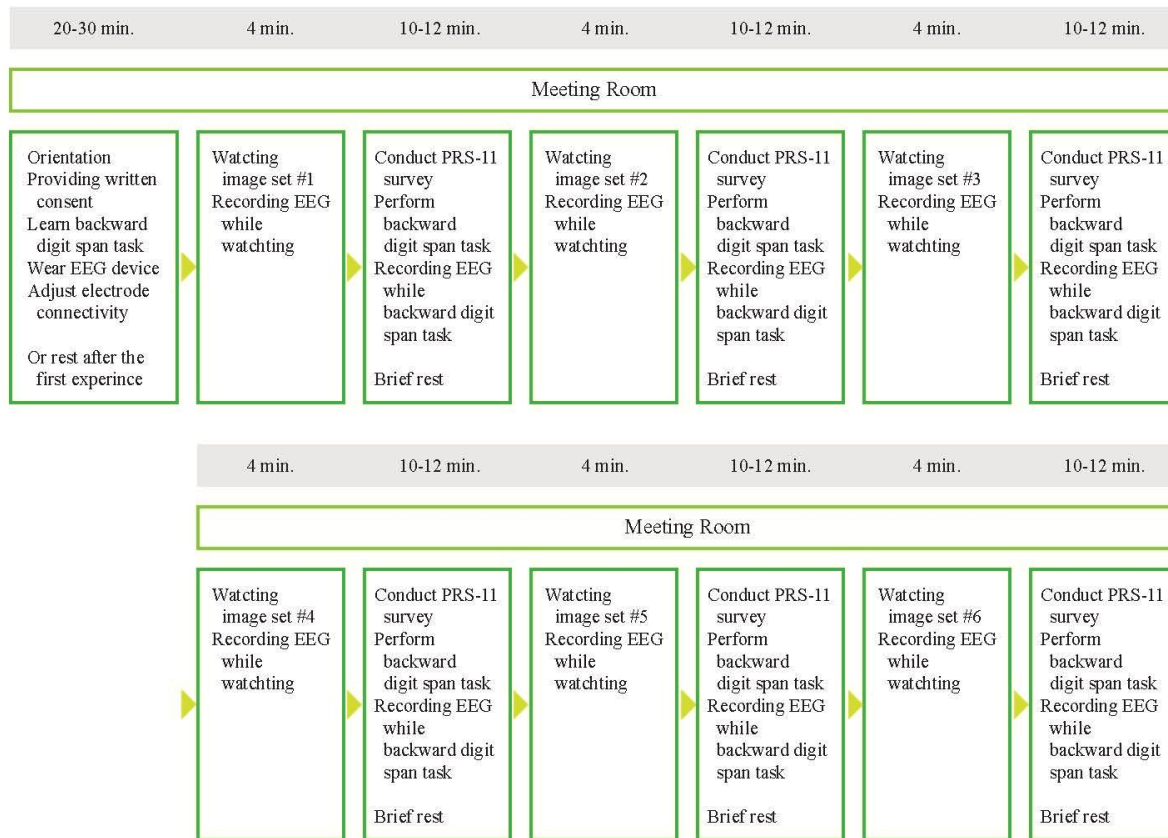 20-30 min.
4 min.
10-12 min.
4 min.
10-12 min.
4 min.
10-12 min.
Meeting Room
Orientation
Providing written
consent
Learn backward
digit span task
Wear EEG device
Adjust electrode
connectivity
Or rest after the
first experince
Watcting
image set #1
Recording EEG
while
watchting
Conduct PRS-11
survey
Perform
backward
digit span task
Recording EEG
while
backward digit
span task
Brief rest
Watcting
image set #2
Recording EEG
while
watchting
Conduct PRS-11
survey
Perform
backward
digit span task
Recording EEG
while
backward digit
span task
Brief rest
Watcting
image set #3
Recording EEG
while
watchting
Conduct PRS-11
survey
Perform
backward
digit span task
Recording EEG
while
backward digit
span task
Brief rest
4 min.
10-12 min.
4 min.
10-12 min.
4 min.
10-12 min.
Meeting Room
Watcting
image set #4
Recording EEG
while
watchting
Conduct PRS-11
survey
Perform
backward
digit span task
Recording EEG
while
backward digit
span task
Brief rest
Watcting
image set #5
Recording EEG
while
watchting
Conduct PRS-11
survey
Perform
backward
digit span task
Recording EEG
while
backward digit
span task
Brief rest
Watcting
image set #6
Recording EEG
while
watchting
Conduct PRS-11
survey
Perform
backward
digit span task
Recording EEG
while
backward digit
span task
Brief rest